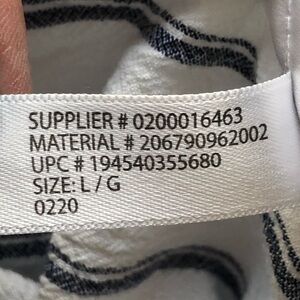 SUPPLIER # 0200016463
MATERIAL # 206790962002
UPC # 194540355680
SIZE: L / G
0220